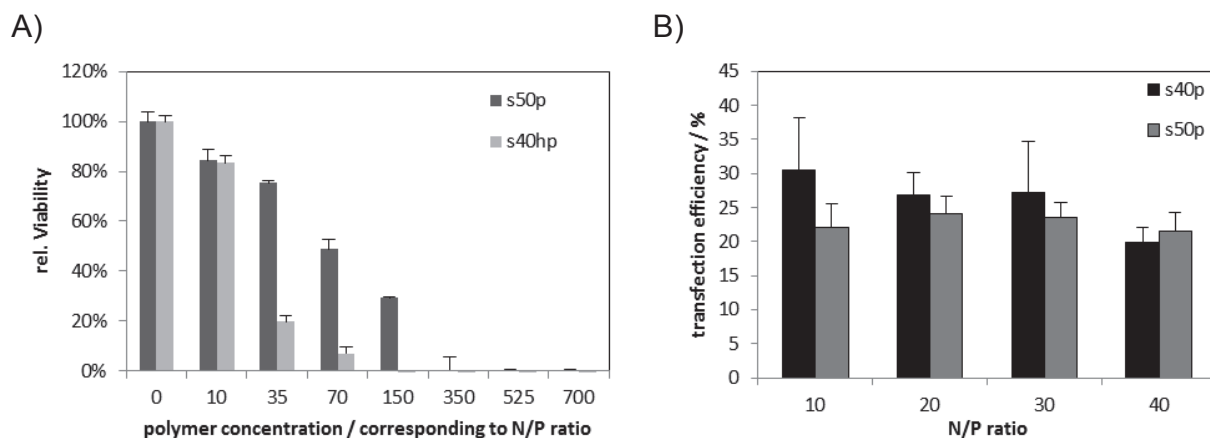 A)
120%
100%
80%
60%
40%
20%
0%
rel. Viability
s50p
s40hp
0 10 35 70 150 350 525 700
polymer concentration / corresponding to N/P ratio
B)
45
40
35
30
25
20
15
10
5
0
transfection efficiency / %
s40p
s50p
10 20 30 40
N/P ratio